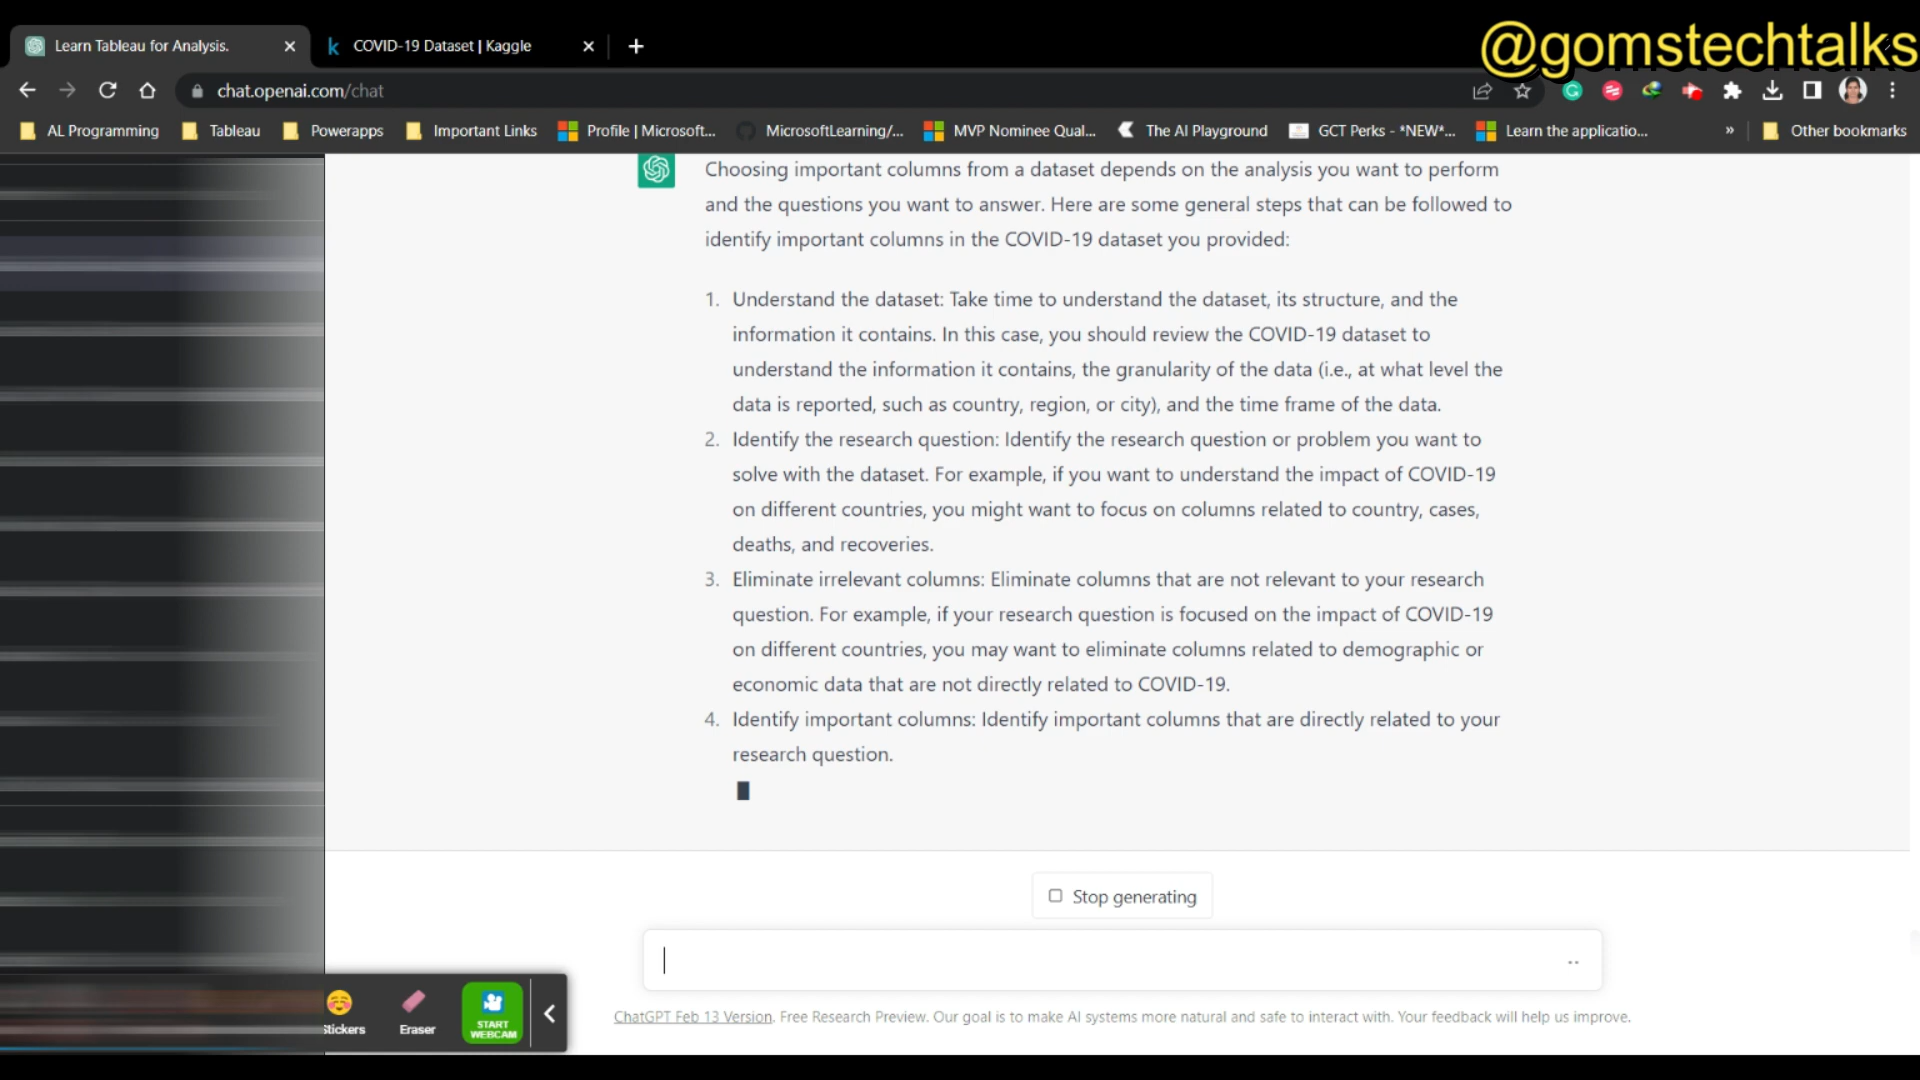 @gomstechtalks
Learn Tableau for Analysis.
k COVID-19 Dataset | Kaggle
chat.openai.com/chat
AL Programming Tableau Powerapps Important Links Profile | Microsoft... MicrosoftLearning/... MVP Nominee Qual... The AI Playground GCT Perks - *NEW*... Learn the applicatio... » Other bookmarks
Choosing important columns from a dataset depends on the analysis you want to perform
and the questions you want to answer. Here are some general steps that can be followed to
identify important columns in the COVID-19 dataset you provided:
1. Understand the dataset: Take time to understand the dataset, its structure, and the
information it contains. In this case, you should review the COVID-19 dataset to
understand the information it contains, the granularity of the data (i.e., at what level the
data is reported, such as country, region, or city), and the time frame of the data.
2. Identify the research question: Identify the research question or problem you want to
solve with the dataset. For example, if you want to understand the impact of COVID-19
on different countries, you might want to focus on columns related to country, cases,
deaths, and recoveries.
3. Eliminate irrelevant columns: Eliminate columns that are not relevant to your research
question. For example, if your research question is focused on the impact of COVID-19
on different countries, you may want to eliminate columns related to demographic or
economic data that are not directly related to COVID-19.
4. Identify important columns: Identify important columns that are directly related to your
research question.
Stop generating
Stickers Eraser START
WEBCAM
ChatGPT Feb 13 Version. Free Research Preview. Our goal is to make AI systems more natural and safe to interact with. Your feedback will help us improve.